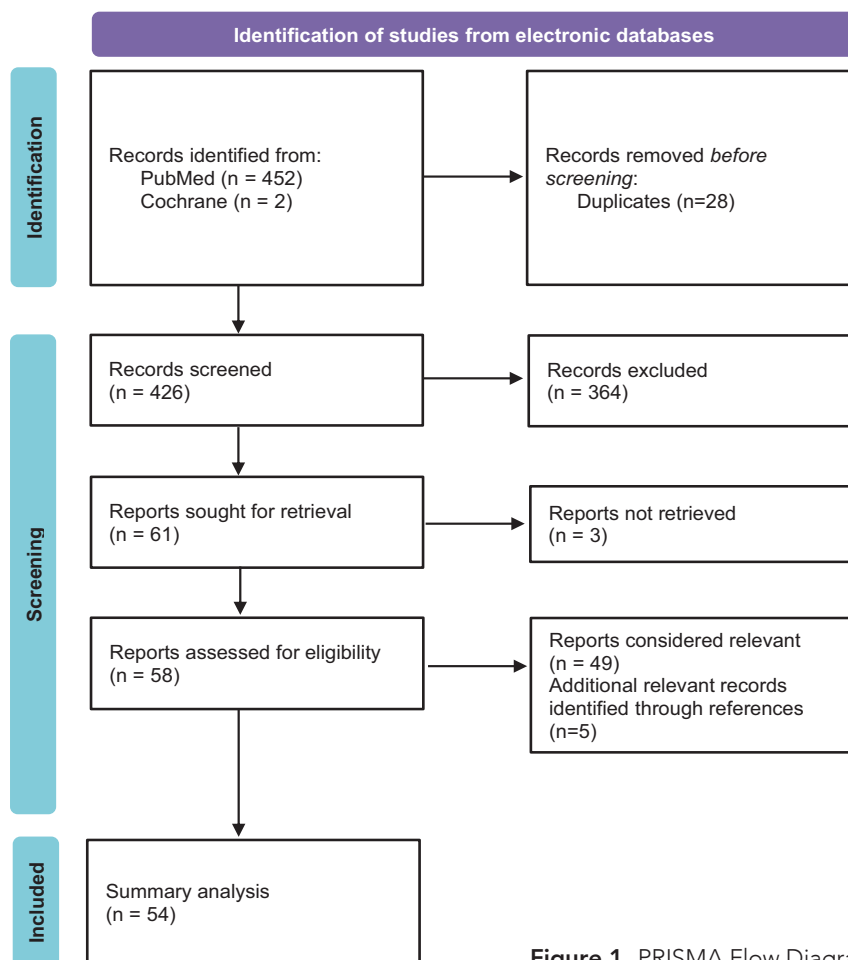 Identification of studies from electronic databases
Identification
Records identified from:
PubMed (n = 452)
Cochrane (n = 2)
Records removed before
screening:
Duplicates (n=28)
Screening
Records screened
(n = 426)
Records excluded
(n = 364)
Reports sought for retrieval
(n = 61)
Reports not retrieved
(n = 3)
Reports assessed for eligibility
(n = 58)
Reports considered relevant
(n = 49)
Additional relevant records
identified through references
(n=5)
Included
Summary analysis
(n = 54)
Figure 1 PRISMA Flow